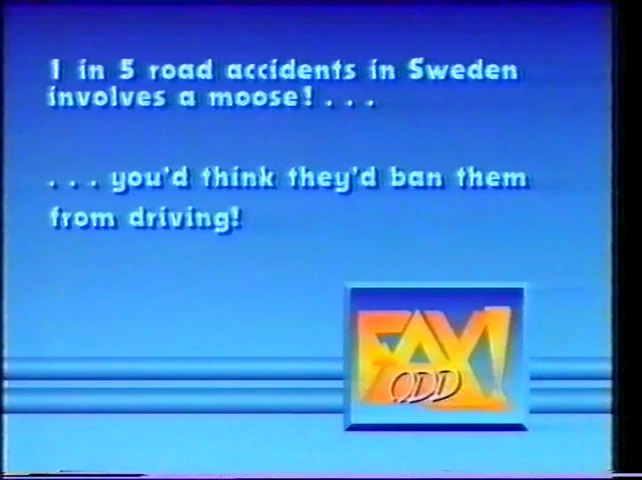 1 in 5 road accidents in Sweden
involves a moose! . . .
. . . you'd think they'd ban them
from driving!
FAX!
ODD